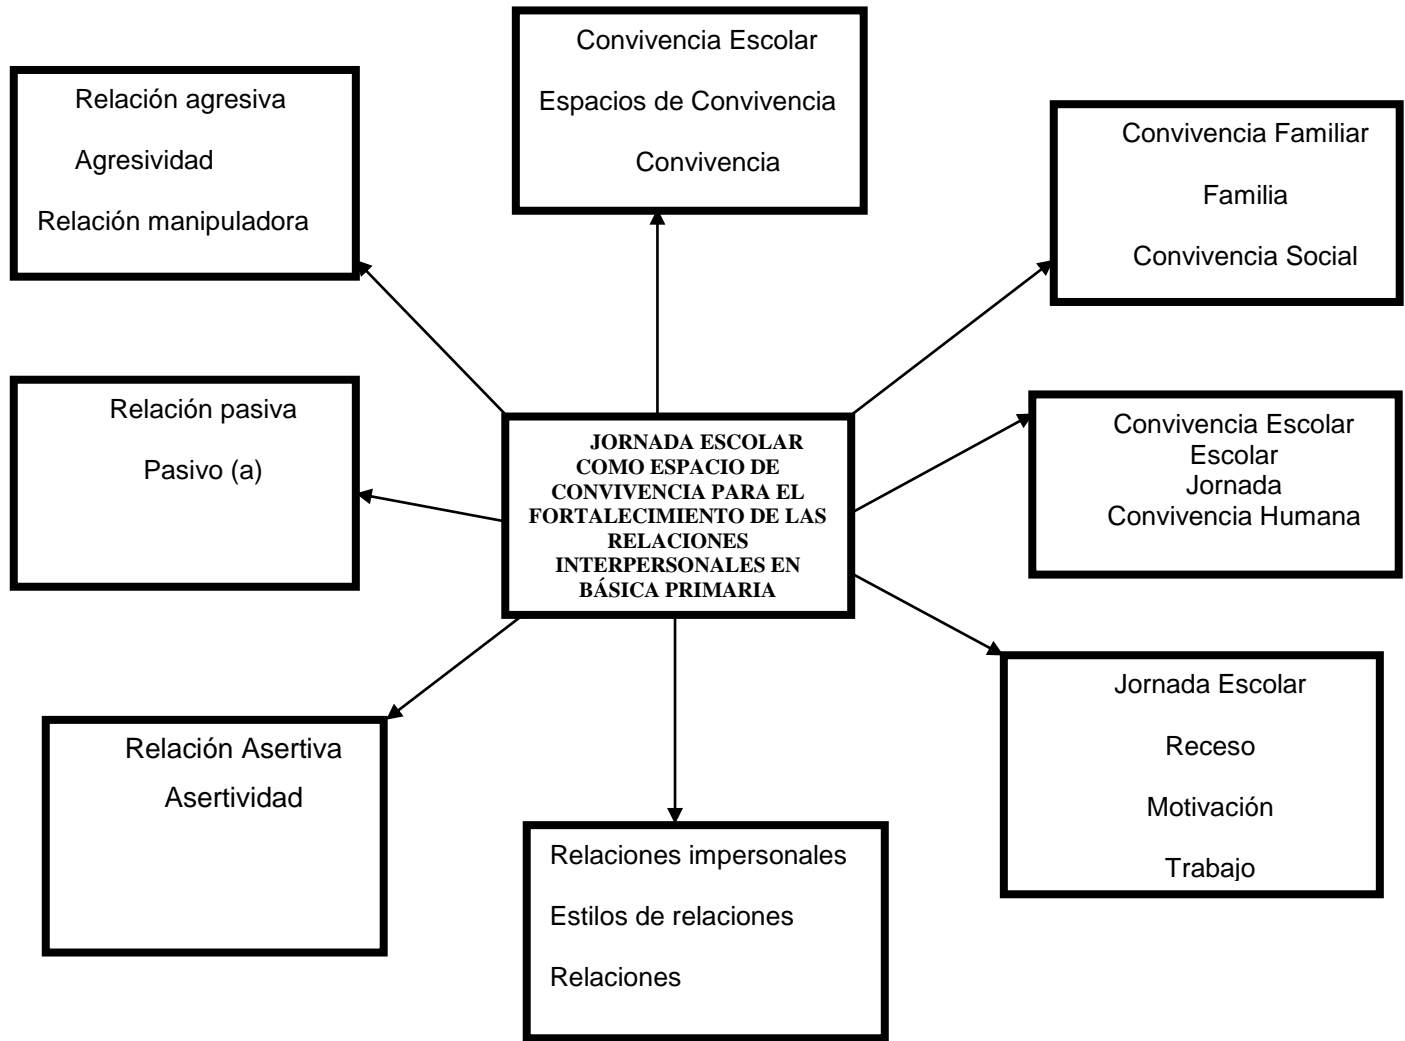 Convivencia Escolar
Espacios de Convivencia
Convivencia
Relación agresiva
Agresividad
Relación manipuladora
Convivencia Familiar
Familia
Convivencia Social
Relación pasiva
Pasivo (a)
JORNADA ESCOLAR
COMO ESPACIO DE
CONVIVENCIA PARA EL
FORTALECIMIENTO DE LAS
RELACIONES
INTERPERSONALES EN
BÁSICA PRIMARIA
Convivencia Escolar
Escolar
Jornada
Convivencia Humana
Jornada Escolar
Receso
Motivación
Trabajo
Relación Asertiva
Asertividad
Relaciones impersonales
Estilos de relaciones
Relaciones